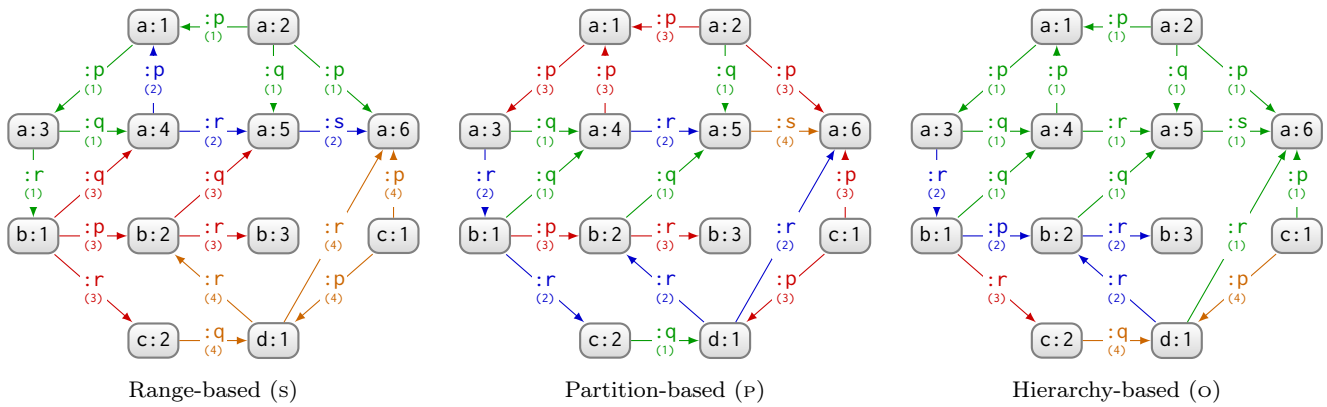 a:1 :p a:2
(1)
:p :p :q :p
(1) (2) (1) (1)
a:3 :q a:4 :r a:5 :s a:6
(1) (2) (2)
:r :q :q :p
(1) (3) (3) (4)
b:1 :p b:2 :r b:3 :r c:1
(3) (3) (4)
:r :r :p
(3) (4) (4)
c:2 :q d:1
(4)
Range-based (S)
a:1 :p a:2
(3)
:p :p :q :p
(3) (3) (1) (3)
a:3 :q a:4 :r a:5 :s a:6
(1) (2) (4)
:r :q :q :p
(2) (1) (1) (3)
b:1 :p b:2 :r b:3 :r c:1
(3) (3) (2)
:r :r :p
(2) (2) (3)
c:2 :q d:1
(1)
Partition-based (P)
a:1 :p a:2
(1)
:p :p :q :p
(1) (1) (1) (1)
a:3 :q a:4 :r a:5 :s a:6
(1) (1) (1)
:r :q :q :p
(2) (1) (1) (1)
b:1 :p b:2 :r b:3 :r c:1
(2) (2) (1)
:r :r :p
(3) (2) (4)
c:2 :q d:1
(4)
Hierarchy-based (O)